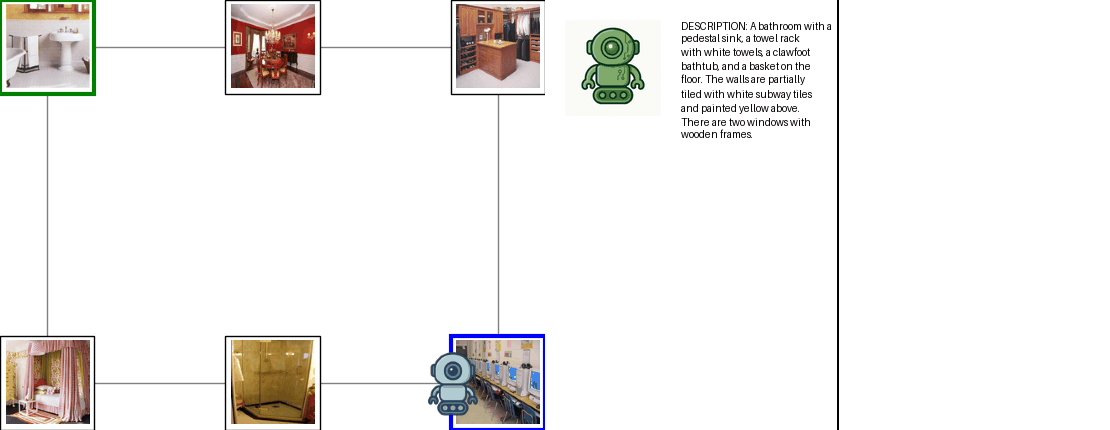 DESCRIPTION: A bathroom with a
pedestal sink, a towel rack
with white towels, a clawfoot
bathtub, and a basket on the
floor. The walls are partially
tiled with white subway tiles
and painted yellow above.
There are two windows with
wooden frames.